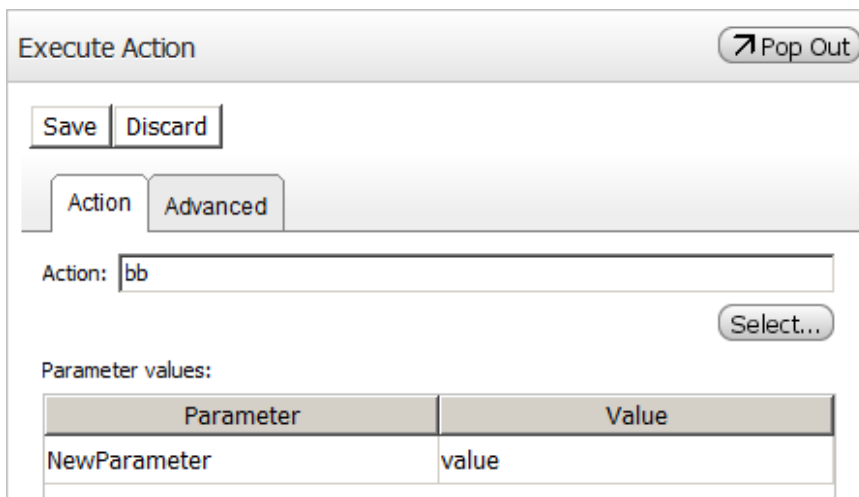 Execute Action
Pop Out
Save Discard
Action Advanced
Action: bb
Select...
Parameter values:
Parameter Value
NewParameter value